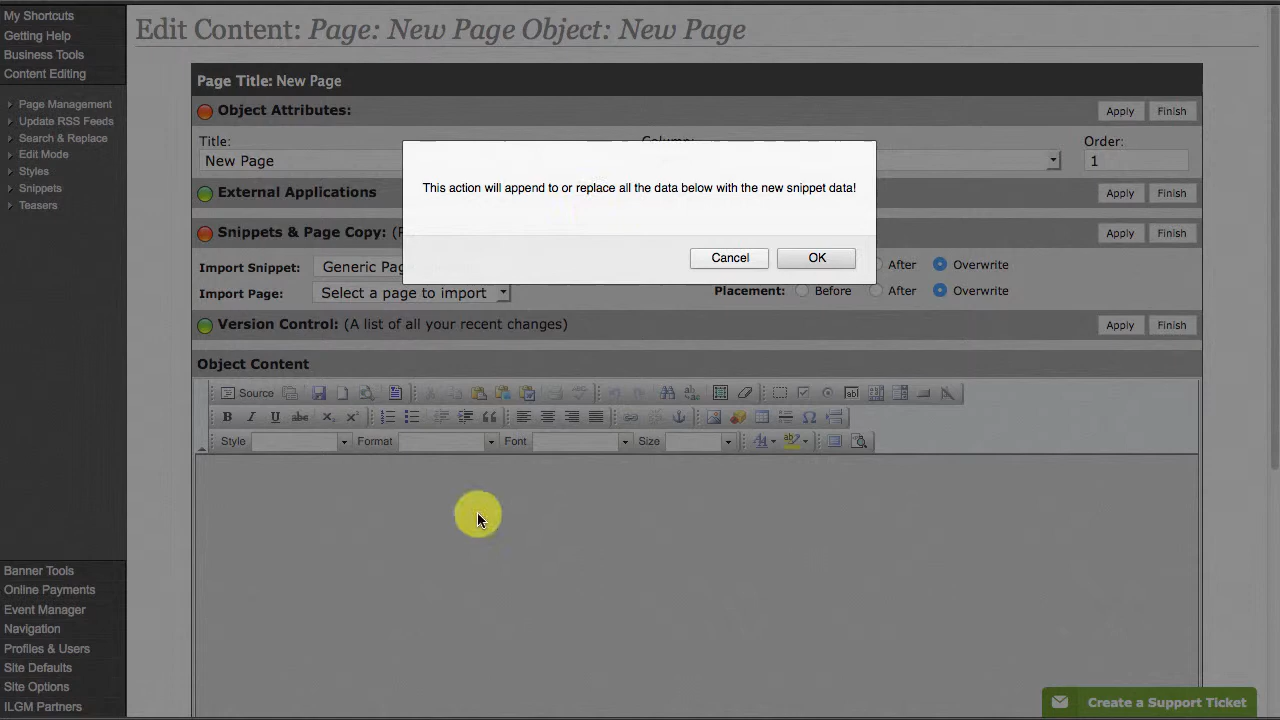 My Shortcuts
Getting Help
Business Tools
Content Editing
Page Management
Update RSS Feeds
Search & Replace
Edit Mode
Styles
Snippets
Teasers
Banner Tools
Online Payments
Event Manager
Navigation
Profiles & Users
Site Defaults
Site Options
ILGM Partners
Edit Content: Page: New Page Object: New Page
Page Title: New Page
Object Attributes: Apply Finish
Title: Column: Order:
New Page 1
External Applications Apply Finish
This action will append to or replace all the data below with the new snippet data!
Cancel OK
Snippets & Page Copy: Apply Finish
Import Snippet: Generic Pag After Overwrite
Import Page: Select a page to import Placement: Before After Overwrite
Version Control: (A list of all your recent changes) Apply Finish
Object Content
Source
B I U abc
Style Format Font Size
Create a Support Ticket